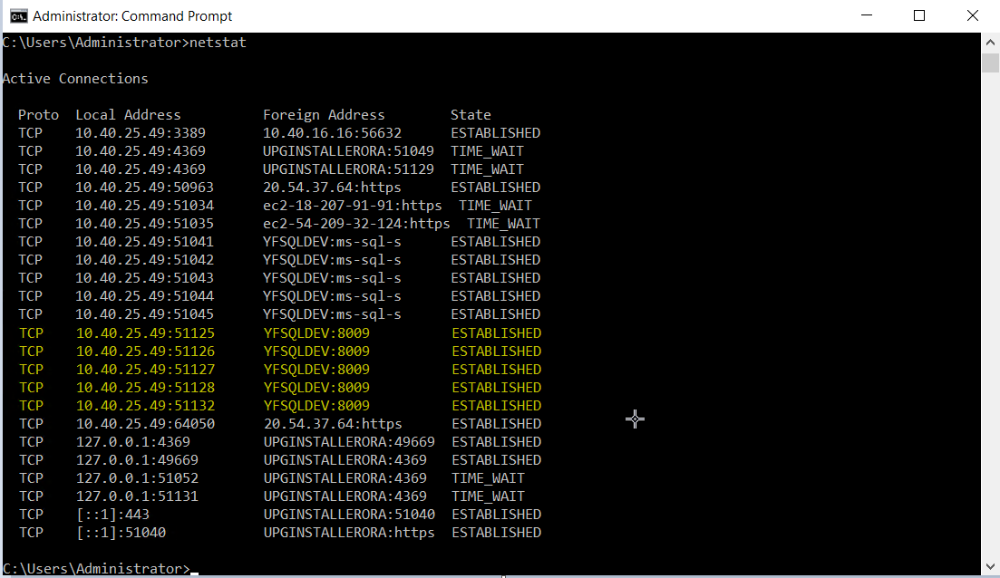 Administrator: Command Prompt
C:\Users\Administrator>netstat
Active Connections
Proto  Local Address          Foreign Address        State
TCP    10.40.25.49:3389       10.40.16.16:56632      ESTABLISHED
TCP    10.40.25.49:4369       UPGINSTALLERORA:51049  TIME_WAIT
TCP    10.40.25.49:4369       UPGINSTALLERORA:51129  TIME_WAIT
TCP    10.40.25.49:50963      20.54.37.64:https      ESTABLISHED
TCP    10.40.25.49:51034      ec2-18-207-91-91:https  TIME_WAIT
TCP    10.40.25.49:51035      ec2-54-209-32-124:https  TIME_WAIT
TCP    10.40.25.49:51041      YFSQLDEV:ms-sql-s      ESTABLISHED
TCP    10.40.25.49:51042      YFSQLDEV:ms-sql-s      ESTABLISHED
TCP    10.40.25.49:51043      YFSQLDEV:ms-sql-s      ESTABLISHED
TCP    10.40.25.49:51044      YFSQLDEV:ms-sql-s      ESTABLISHED
TCP    10.40.25.49:51045      YFSQLDEV:ms-sql-s      ESTABLISHED
TCP    10.40.25.49:51125      YFSQLDEV:8009          ESTABLISHED
TCP    10.40.25.49:51126      YFSQLDEV:8009          ESTABLISHED
TCP    10.40.25.49:51127      YFSQLDEV:8009          ESTABLISHED
TCP    10.40.25.49:51128      YFSQLDEV:8009          ESTABLISHED
TCP    10.40.25.49:51132      YFSQLDEV:8009          ESTABLISHED
TCP    10.40.25.49:64050      20.54.37.64:https      ESTABLISHED
TCP    127.0.0.1:4369         UPGINSTALLERORA:49669  ESTABLISHED
TCP    127.0.0.1:49669        UPGINSTALLERORA:4369   ESTABLISHED
TCP    127.0.0.1:51052        UPGINSTALLERORA:4369   TIME_WAIT
TCP    127.0.0.1:51131        UPGINSTALLERORA:4369   TIME_WAIT
TCP    [::1]:443              UPGINSTALLERORA:51040  ESTABLISHED
TCP    [::1]:51040            UPGINSTALLERORA:https  ESTABLISHED
C:\Users\Administrator>